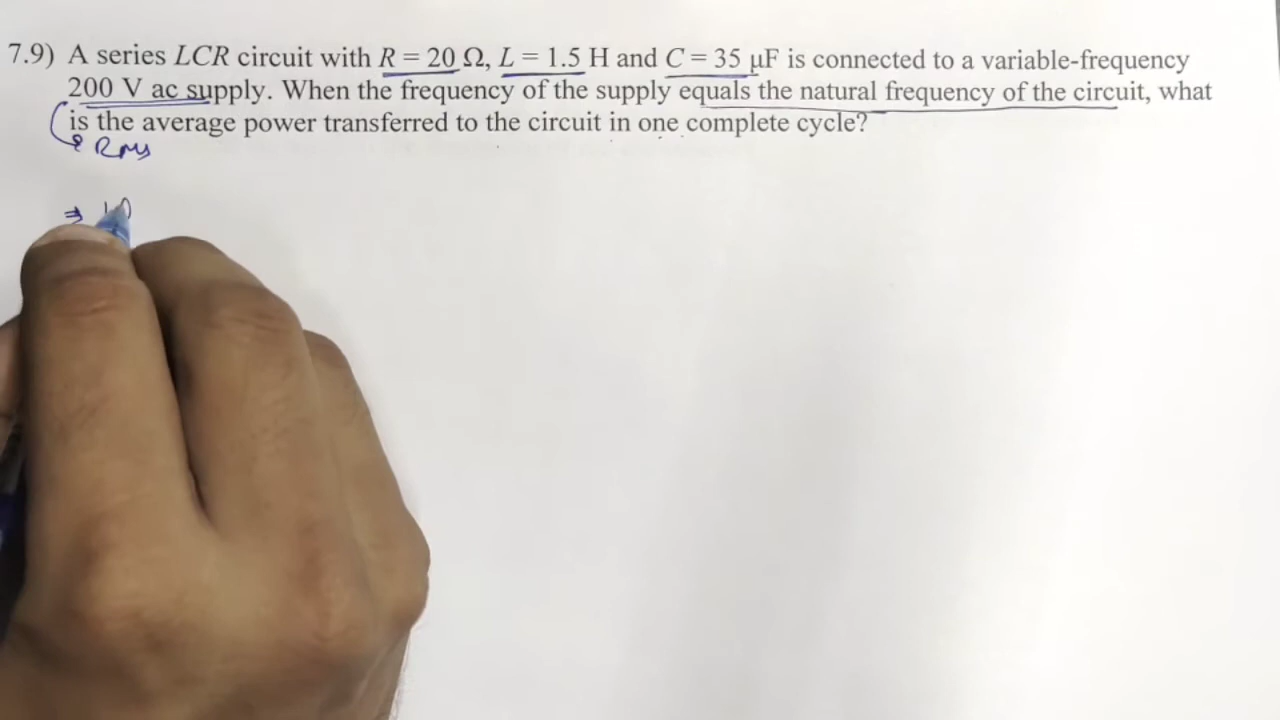 7.9) A series LCR circuit with R = 20 Ω, L = 1.5 H and C = 35 μF is connected to a variable-frequency
200 V ac supply. When the frequency of the supply equals the natural frequency of the circuit, what
is the average power transferred to the circuit in one complete cycle?
Rms
⇒